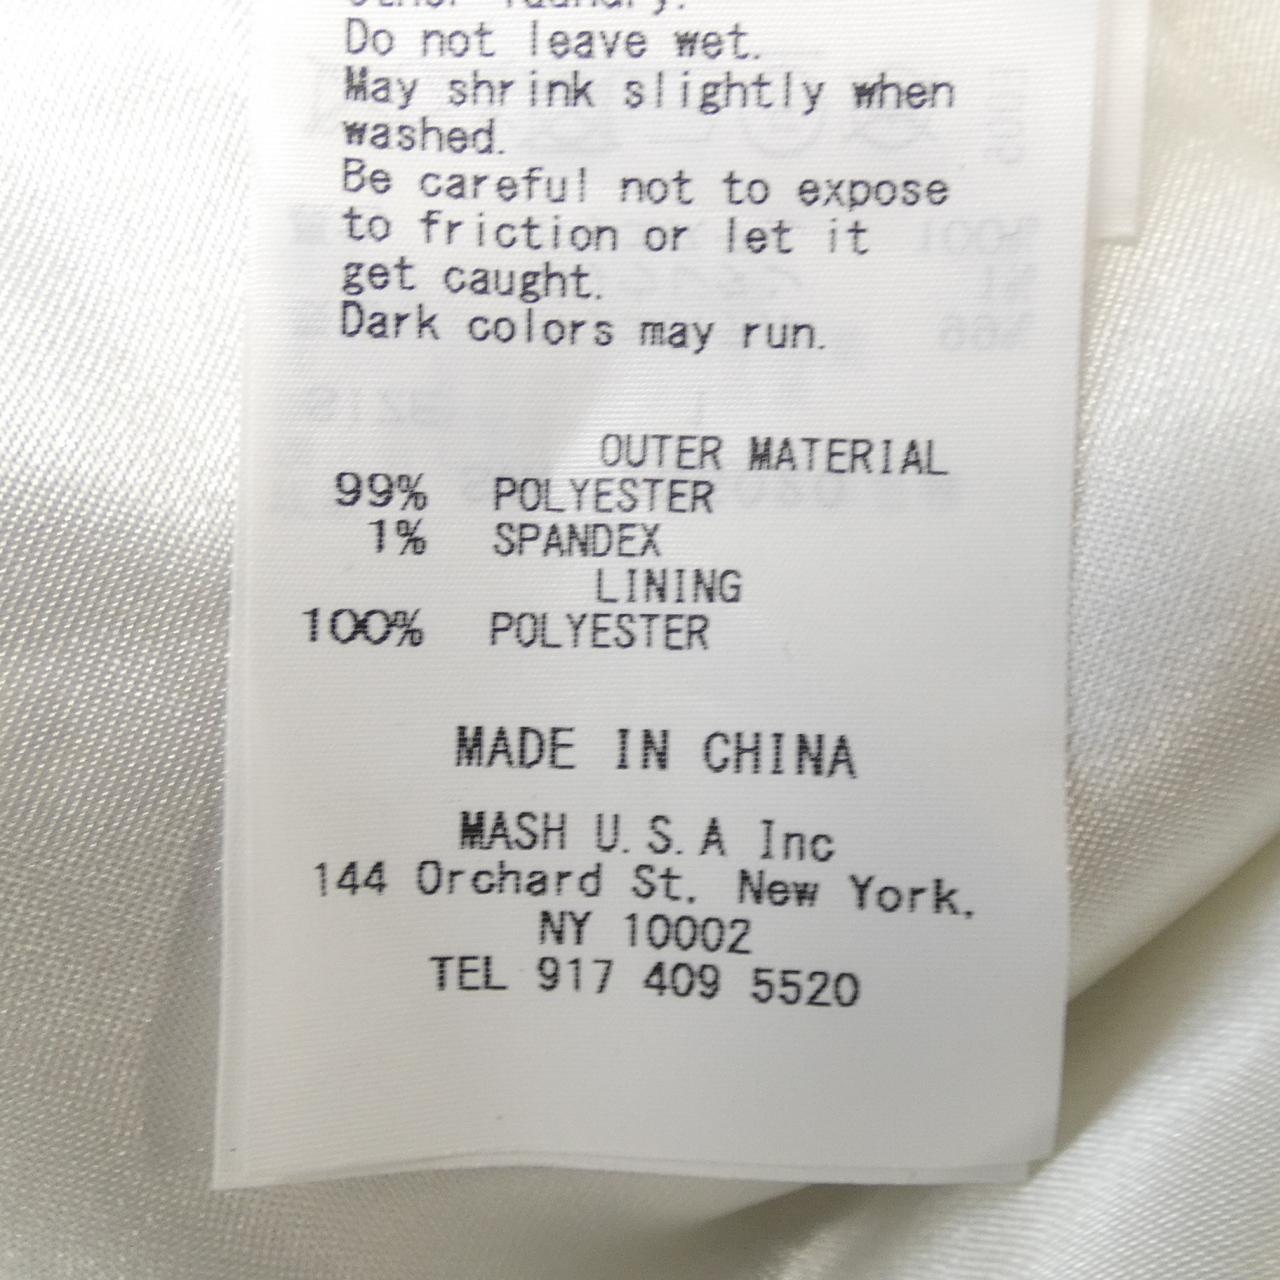 other laundry.
Do not leave wet.
May shrink slightly when
washed.
Be careful not to expose
to friction or let it
get caught.
Dark colors may run.
OUTER MATERIAL
99% POLYESTER
1% SPANDEX
LINING
100% POLYESTER
MADE IN CHINA
MASH U.S.A Inc
144 Orchard St. New York.
NY 10002
TEL 917 409 5520